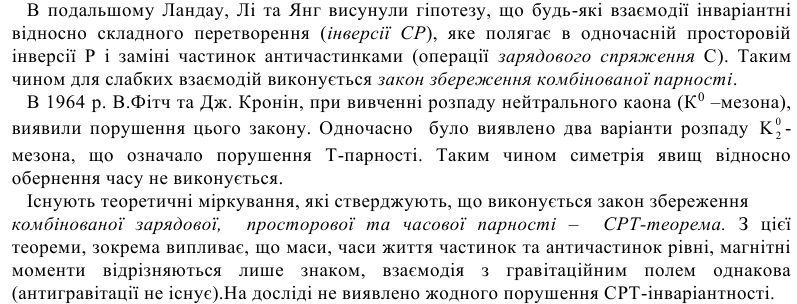 В подальшому Ландау, Лі та Янг висунули гіпотезу, що будь-які взаємодії інваріантні
відносно складного перетворення (інверсії СР), яке полягає в одночасній просторовій
інверсії Р і заміні частинок античастинками (операції зарядового спряження С). Таким
чином для слабких взаємодій виконується закон збереження комбінованої парності.
В 1964 р. В.Фітч та Дж. Кронін, при вивченні розпаду нейтрального каона (К⁰ –мезона),
виявили порушення цього закону. Одночасно було виявлено два варіанти розпаду K₂⁰-
мезона, що означало порушення Т-парності. Таким чином симетрія явищ відносно
обернення часу не виконується.
Існують теоретичні міркування, які стверджують, що виконується закон збереження
комбінованої зарядової, просторової та часової парності – СРТ-теорема. З цієї
теореми, зокрема випливає, що маси, часи життя частинок та античастинок рівні, магнітні
моменти відрізняються лише знаком, взаємодія з гравітаційним полем однакова
(антигравітації не існує).На досліді не виявлено жодного порушення СРТ-інваріантності.